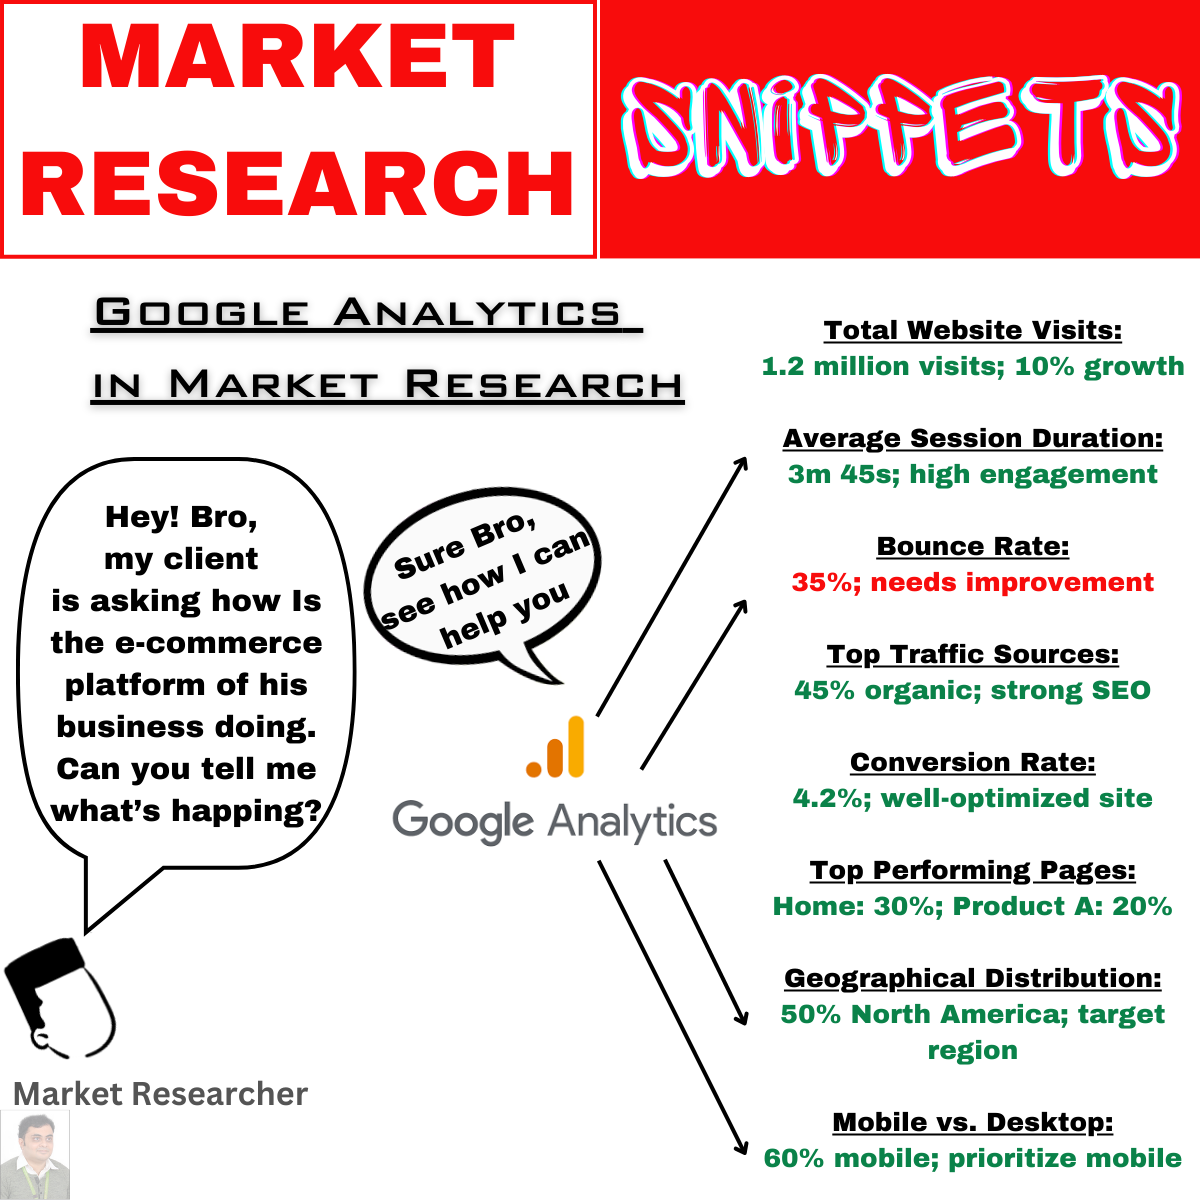 MARKET
RESEARCH
SNiPPETS
Google Analytics
in Market Research
Hey! Bro,
my client
is asking how Is
the e-commerce
platform of his
business doing.
Can you tell me
what’s happing?
Sure Bro,
see how I can
help you
Google Analytics
Market Researcher
Total Website Visits:
1.2 million visits; 10% growth
Average Session Duration:
3m 45s; high engagement
Bounce Rate:
35%; needs improvement
Top Traffic Sources:
45% organic; strong SEO
Conversion Rate:
4.2%; well-optimized site
Top Performing Pages:
Home: 30%; Product A: 20%
Geographical Distribution:
50% North America; target
region
Mobile vs. Desktop:
60% mobile; prioritize mobile